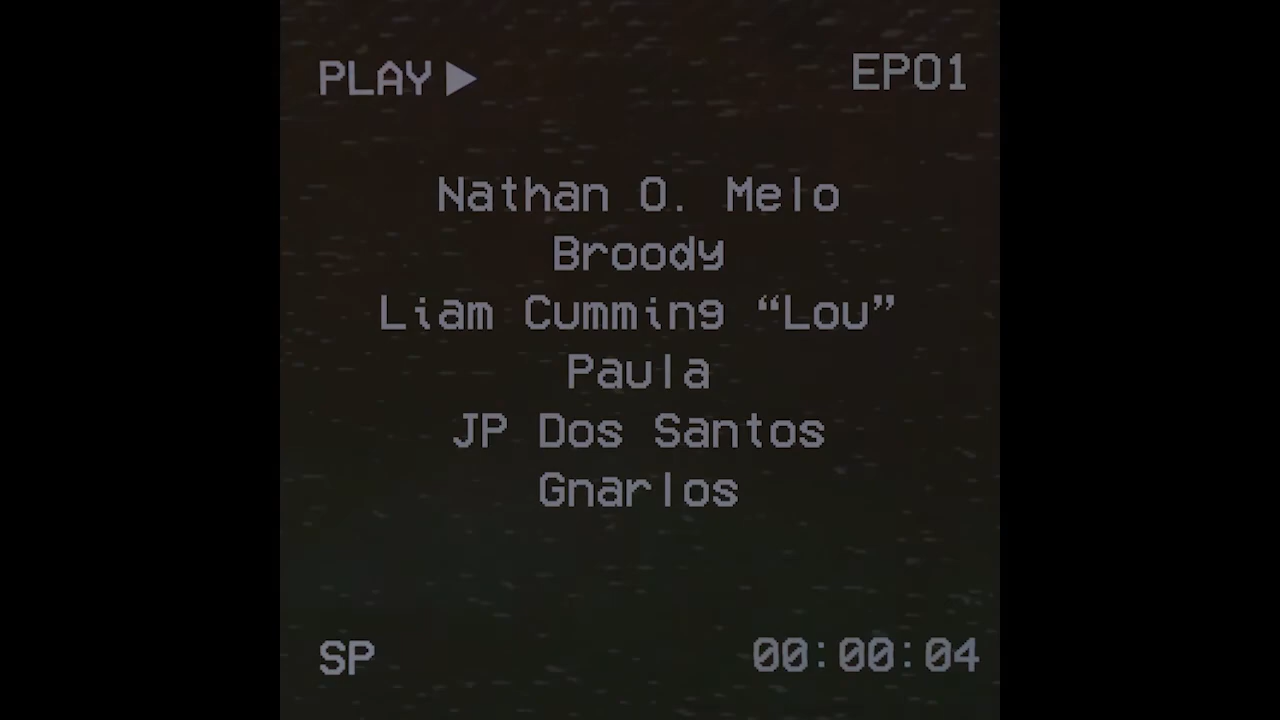 PLAY ▶ EP01
Nathan O. Melo
Broody
Liam Cumming “Lou”
Paula
JP Dos Santos
Gnarlos
SP 00:00:04